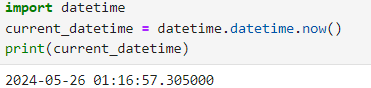 import datetime
current_datetime = datetime.datetime.now()
print(current_datetime)
2024-05-26 01:16:57.305000